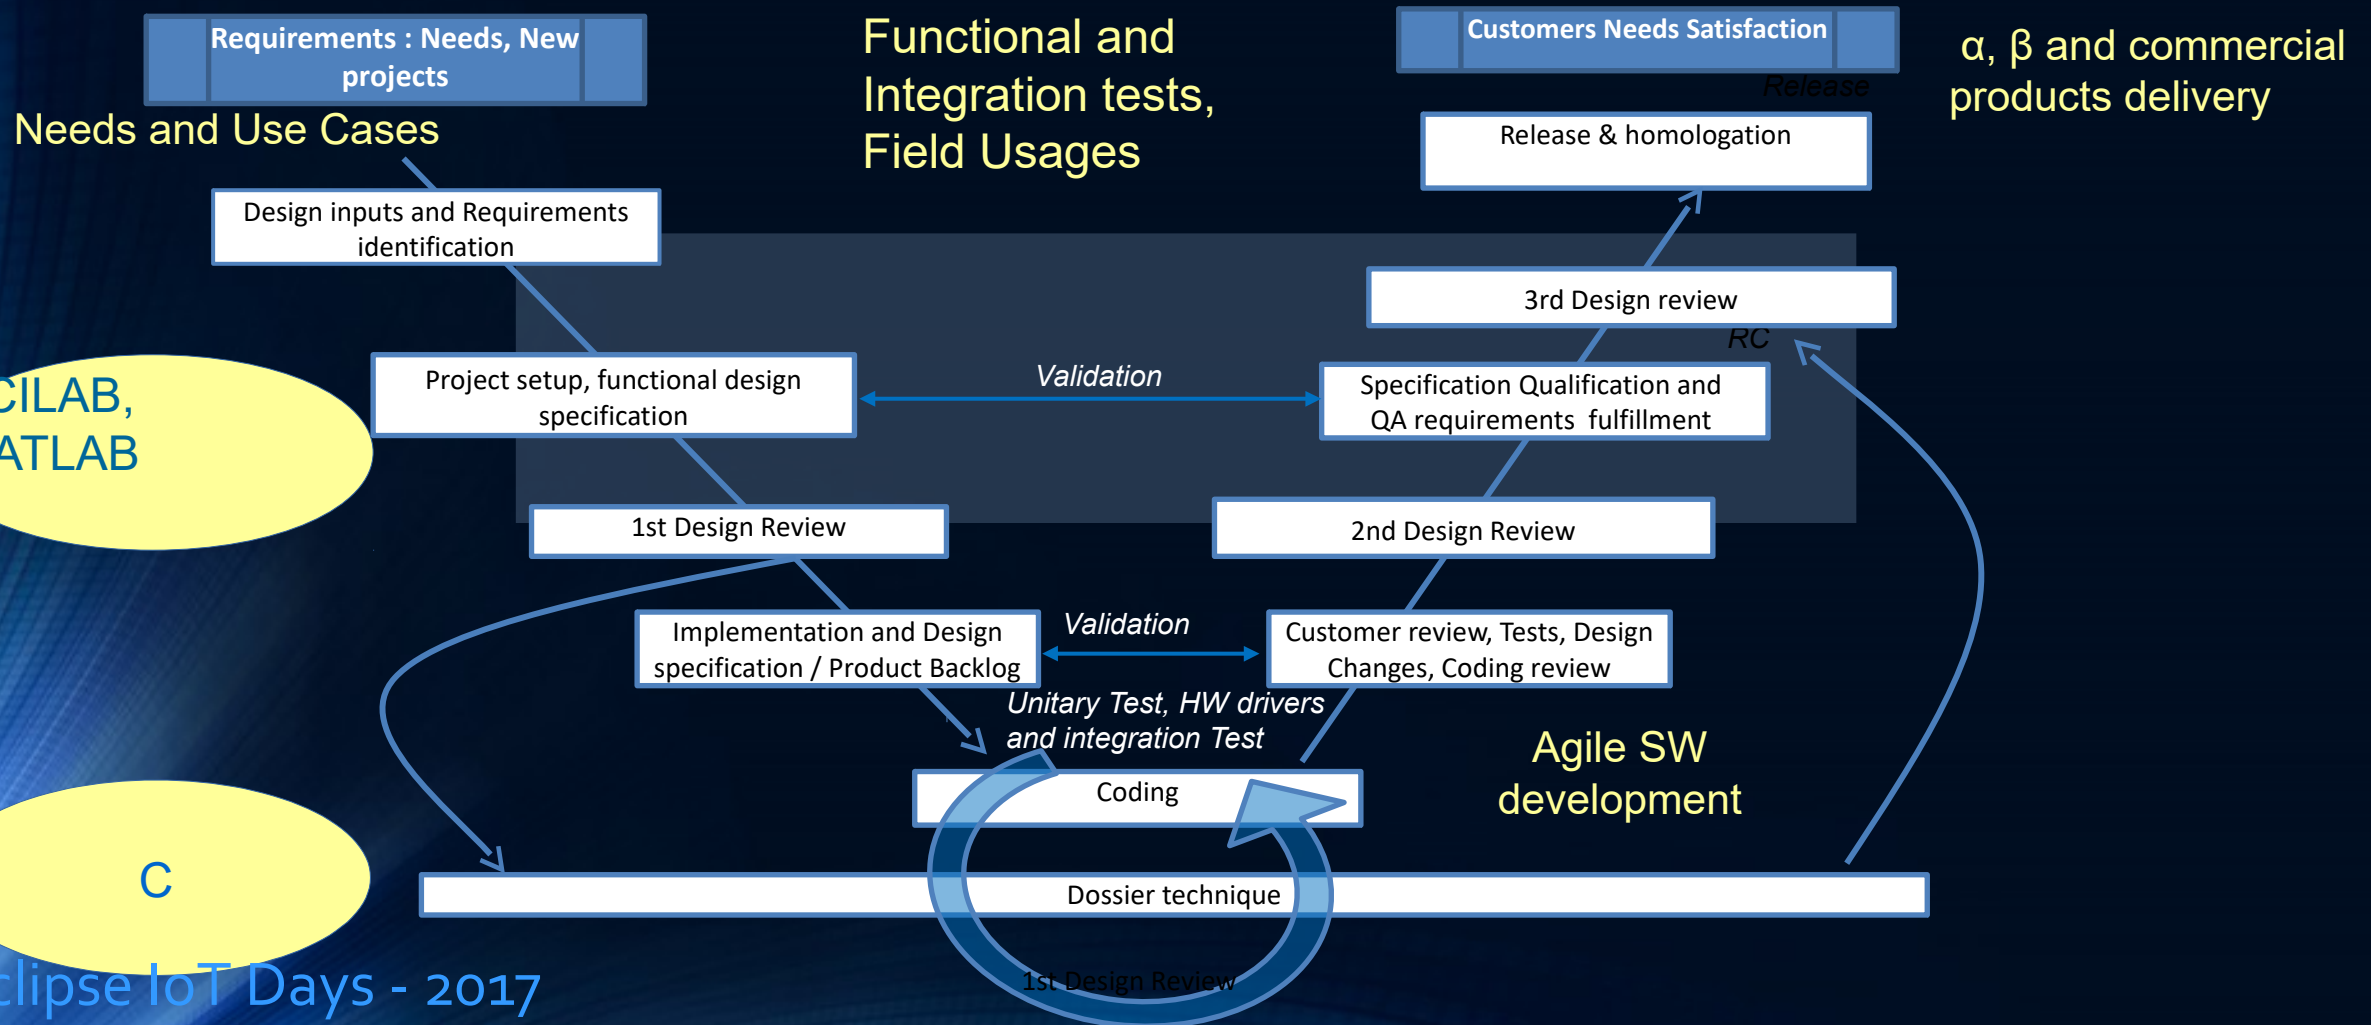 Requirements : Needs, New
projects
Functional and
Integration tests,
Field Usages
Customers Needs Satisfaction
α, β and commercial
products delivery
Release
Needs and Use Cases
Release & homologation
Design inputs and Requirements
identification
3rd Design review
RC
Project setup, functional design
specification
Validation
Specification Qualification and
QA requirements fulfillment
CILAB,
ATLAB
1st Design Review
2nd Design Review
Implementation and Design
specification / Product Backlog
Validation
Customer review, Tests, Design
Changes, Coding review
Unitary Test, HW drivers
and integration Test
Agile SW
development
Coding
C
Dossier technique
1st Design Review
clipse IoT Days - 2017